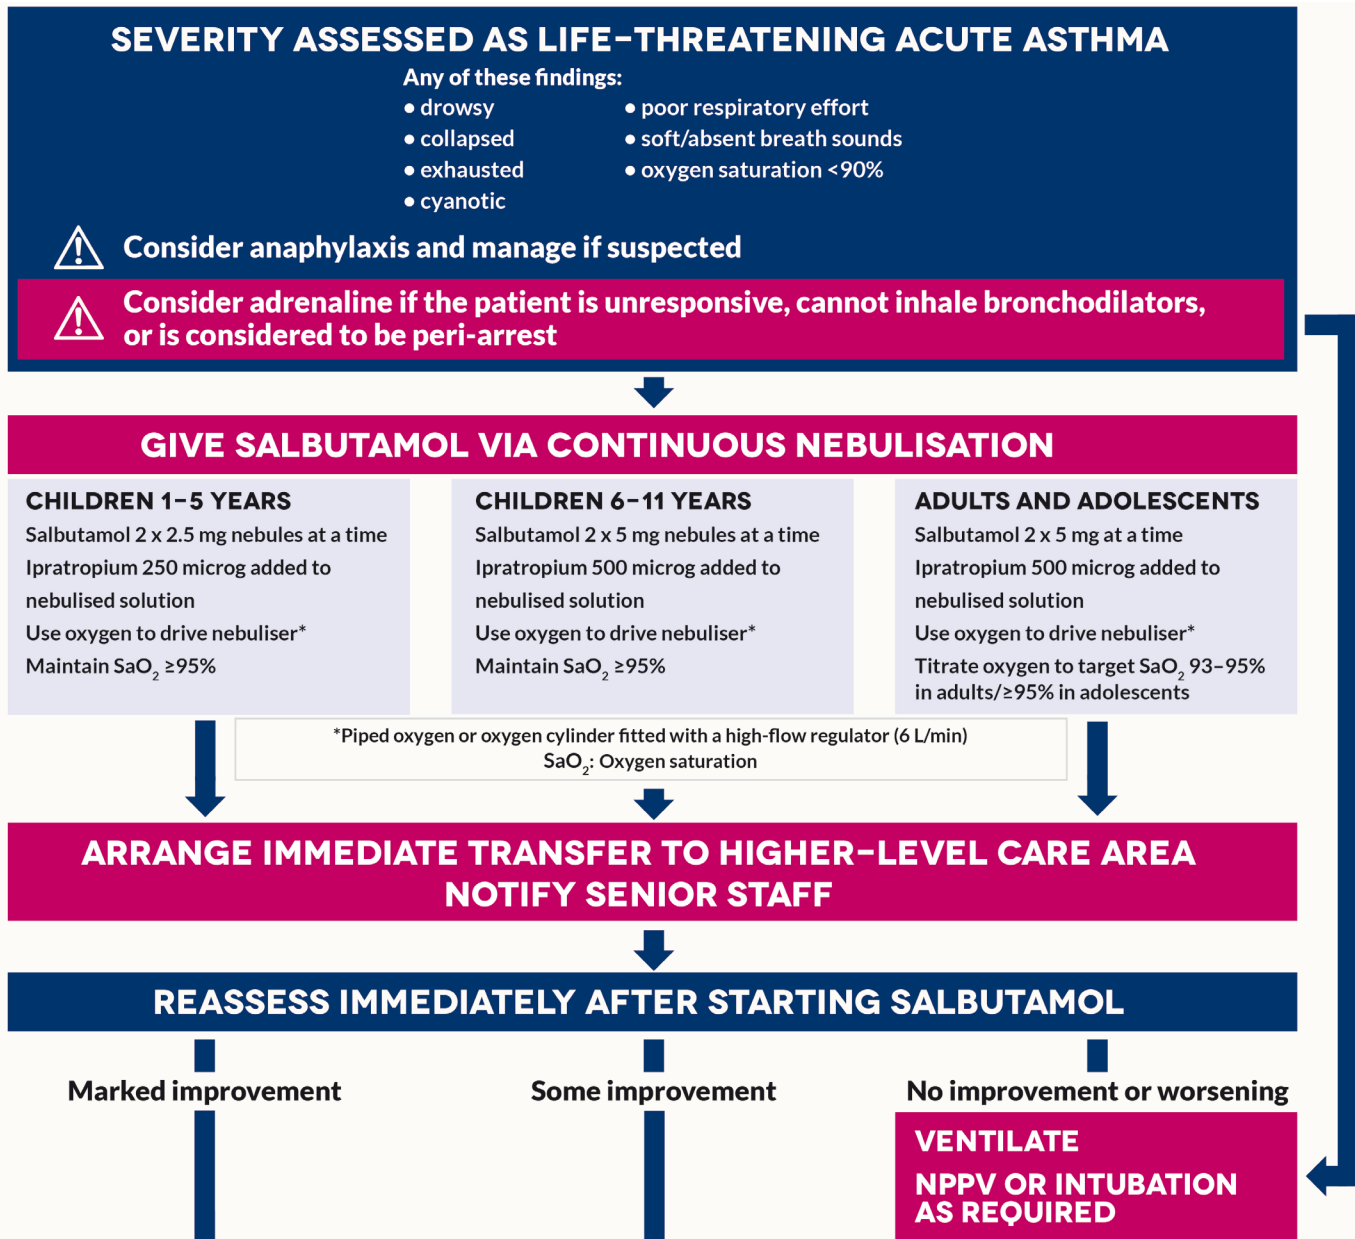 SEVERITY ASSESSED AS LIFE-THREATENING ACUTE ASTHMA
Any of these findings:
• drowsy
• collapsed
• exhausted
• cyanotic
• poor respiratory effort
• soft/absent breath sounds
• oxygen saturation <90%
Consider anaphylaxis and manage if suspected
Consider adrenaline if the patient is unresponsive, cannot inhale bronchodilators,
or is considered to be peri-arrest
GIVE SALBUTAMOL VIA CONTINUOUS NEBULISATION
CHILDREN 1–5 YEARS
Salbutamol 2 x 2.5 mg nebules at a time
Ipratropium 250 microg added to
nebulised solution
Use oxygen to drive nebuliser*
Maintain SaO₂ ≥95%
CHILDREN 6–11 YEARS
Salbutamol 2 x 5 mg nebules at a time
Ipratropium 500 microg added to
nebulised solution
Use oxygen to drive nebuliser*
Maintain SaO₂ ≥95%
ADULTS AND ADOLESCENTS
Salbutamol 2 x 5 mg at a time
Ipratropium 500 microg added to
nebulised solution
Use oxygen to drive nebuliser*
Titrate oxygen to target SaO₂ 93–95%
in adults/≥95% in adolescents
*Piped oxygen or oxygen cylinder fitted with a high-flow regulator (6 L/min)
SaO₂: Oxygen saturation
ARRANGE IMMEDIATE TRANSFER TO HIGHER-LEVEL CARE AREA
NOTIFY SENIOR STAFF
REASSESS IMMEDIATELY AFTER STARTING SALBUTAMOL
Marked improvement
Some improvement
No improvement or worsening
VENTILATE
NPPV OR INTUBATION
AS REQUIRED